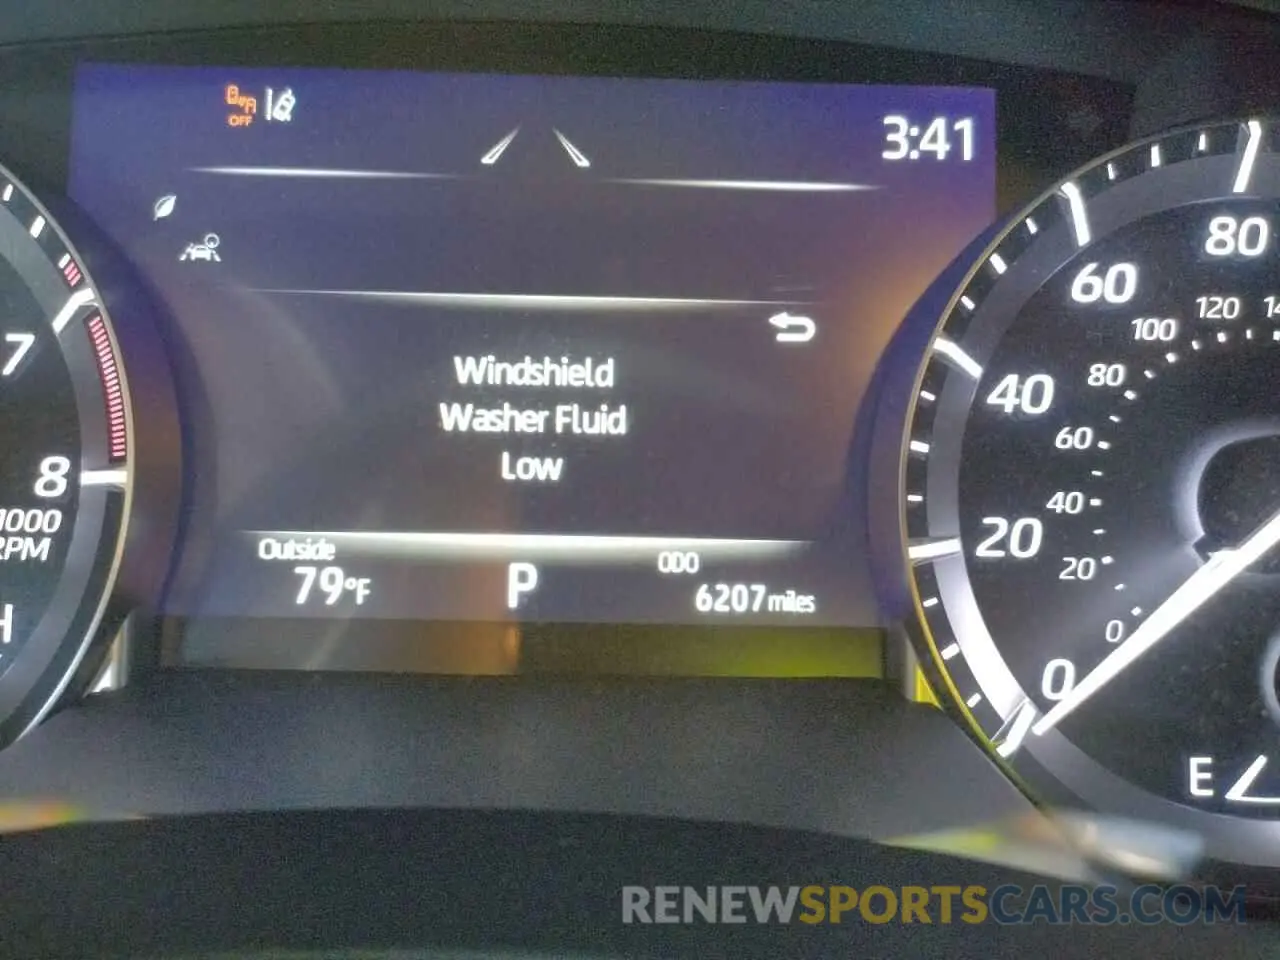 OFF
3:41
Windshield
Washer Fluid
Low
Outside
79°F
P
ODO
6207 miles
7
8
1000
RPM
H
80
60
40
20
0
120
100
80
60
40
20
0
E
RENEWSPORTSCARS.COM